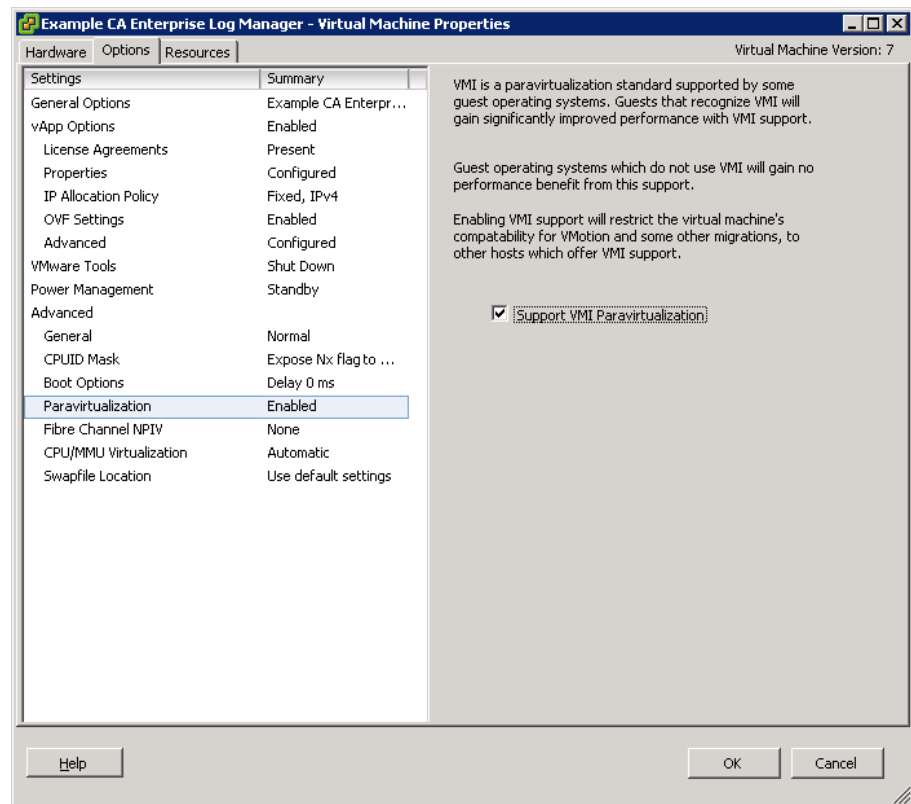 Example CA Enterprise Log Manager - Virtual Machine Properties
Hardware Options Resources Virtual Machine Version: 7
Settings Summary
General Options Example CA Enterpr...
vApp Options Enabled
License Agreements Present
Properties Configured
IP Allocation Policy Fixed, IPv4
OVF Settings Enabled
Advanced Configured
VMware Tools Shut Down
Power Management Standby
Advanced
General Normal
CPUID Mask Expose Nx flag to ...
Boot Options Delay 0 ms
Paravirtualization Enabled
Fibre Channel NPIV None
CPU/MMU Virtualization Automatic
Swapfile Location Use default settings
VMI is a paravirtualization standard supported by some
guest operating systems. Guests that recognize VMI will
gain significantly improved performance with VMI support.
Guest operating systems which do not use VMI will gain no
performance benefit from this support.
Enabling VMI support will restrict the virtual machine's
compatability for VMotion and some other migrations, to
other hosts which offer VMI support.
Support VMI Paravirtualization
Help OK Cancel